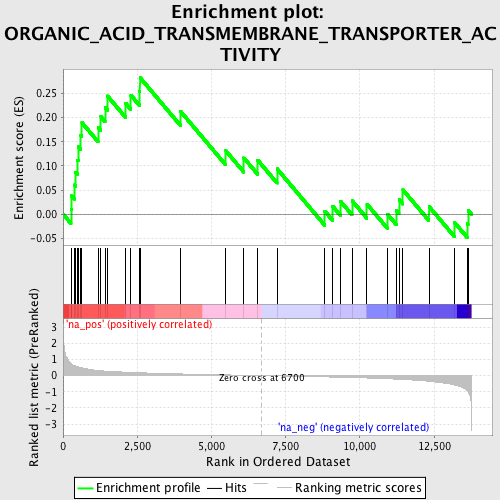 Enrichment plot:
ORGANIC_ACID_TRANSMEMBRANE_TRANSPORTER_AC
TIVITY
Enrichment score (ES)
0.25
0.20
0.15
0.10
0.05
0.00
-0.05
'na_pos' (positively correlated)
Ranked list metric (PreRanked)
3
2
1
0
-1
-2
-3
Zero cross at 6700
'na_neg' (negatively correlated)
0
2,500
5,000
7,500
10,000
12,500
Rank in Ordered Dataset
Enrichment profile
Hits
Ranking metric scores